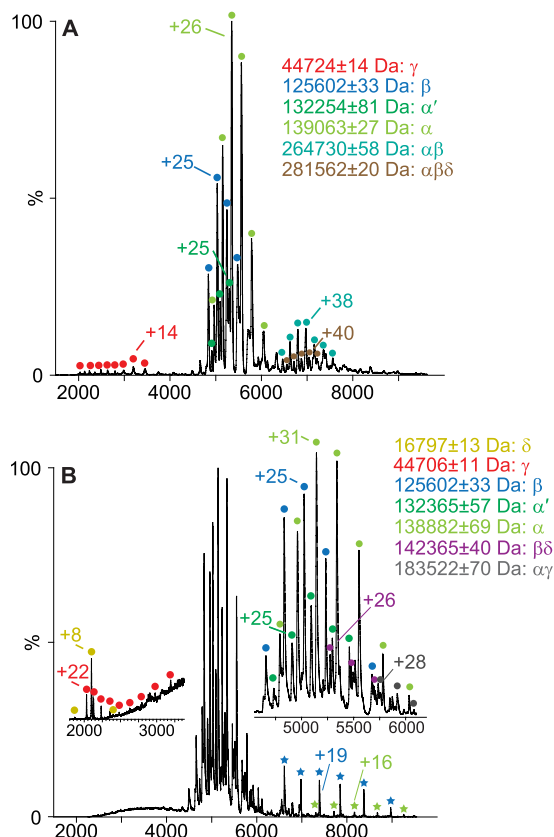 A
100
%
0
+26
+25
+25
+14
+38
+40
44724±14 Da: γ
125602±33 Da: β
132254±81 Da: α′
139063±27 Da: α
264730±58 Da: αβ
281562±20 Da: αβδ
2000 4000 6000 8000
B
100
%
0
+31
+25
+25
+26
+28
+8
+22
+19
+16
16797±13 Da: δ
44706±11 Da: γ
125602±33 Da: β
132365±57 Da: α′
138882±69 Da: α
142365±40 Da: βδ
183522±70 Da: αγ
2000 3000
5000 5500 6000
2000 4000 6000 8000